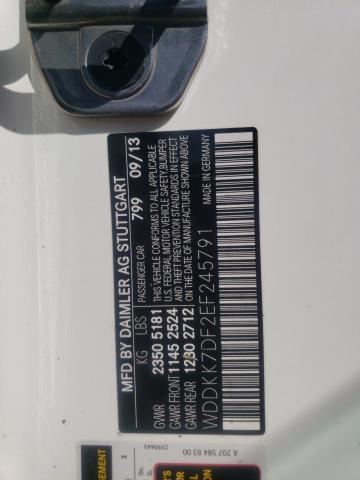 MFD BY DAIMLER AG STUTTGART
PASSENGER CAR 799 09/13
KG LBS
GVWR 2350 5181
GAWR FRONT 1145 2524
GAWR REAR 1230 2712
THIS VEHICLE CONFORMS TO ALL APPLICABLE
U.S. FEDERAL MOTOR VEHICLE SAFETY, BUMPER
AND THEFT PREVENTION STANDARDS IN EFFECT
ON THE DATE OF MANUFACTURE SHOWN ABOVE
MADE IN GERMANY
WDDKK7DF2EF245791
A 207 584 83 00